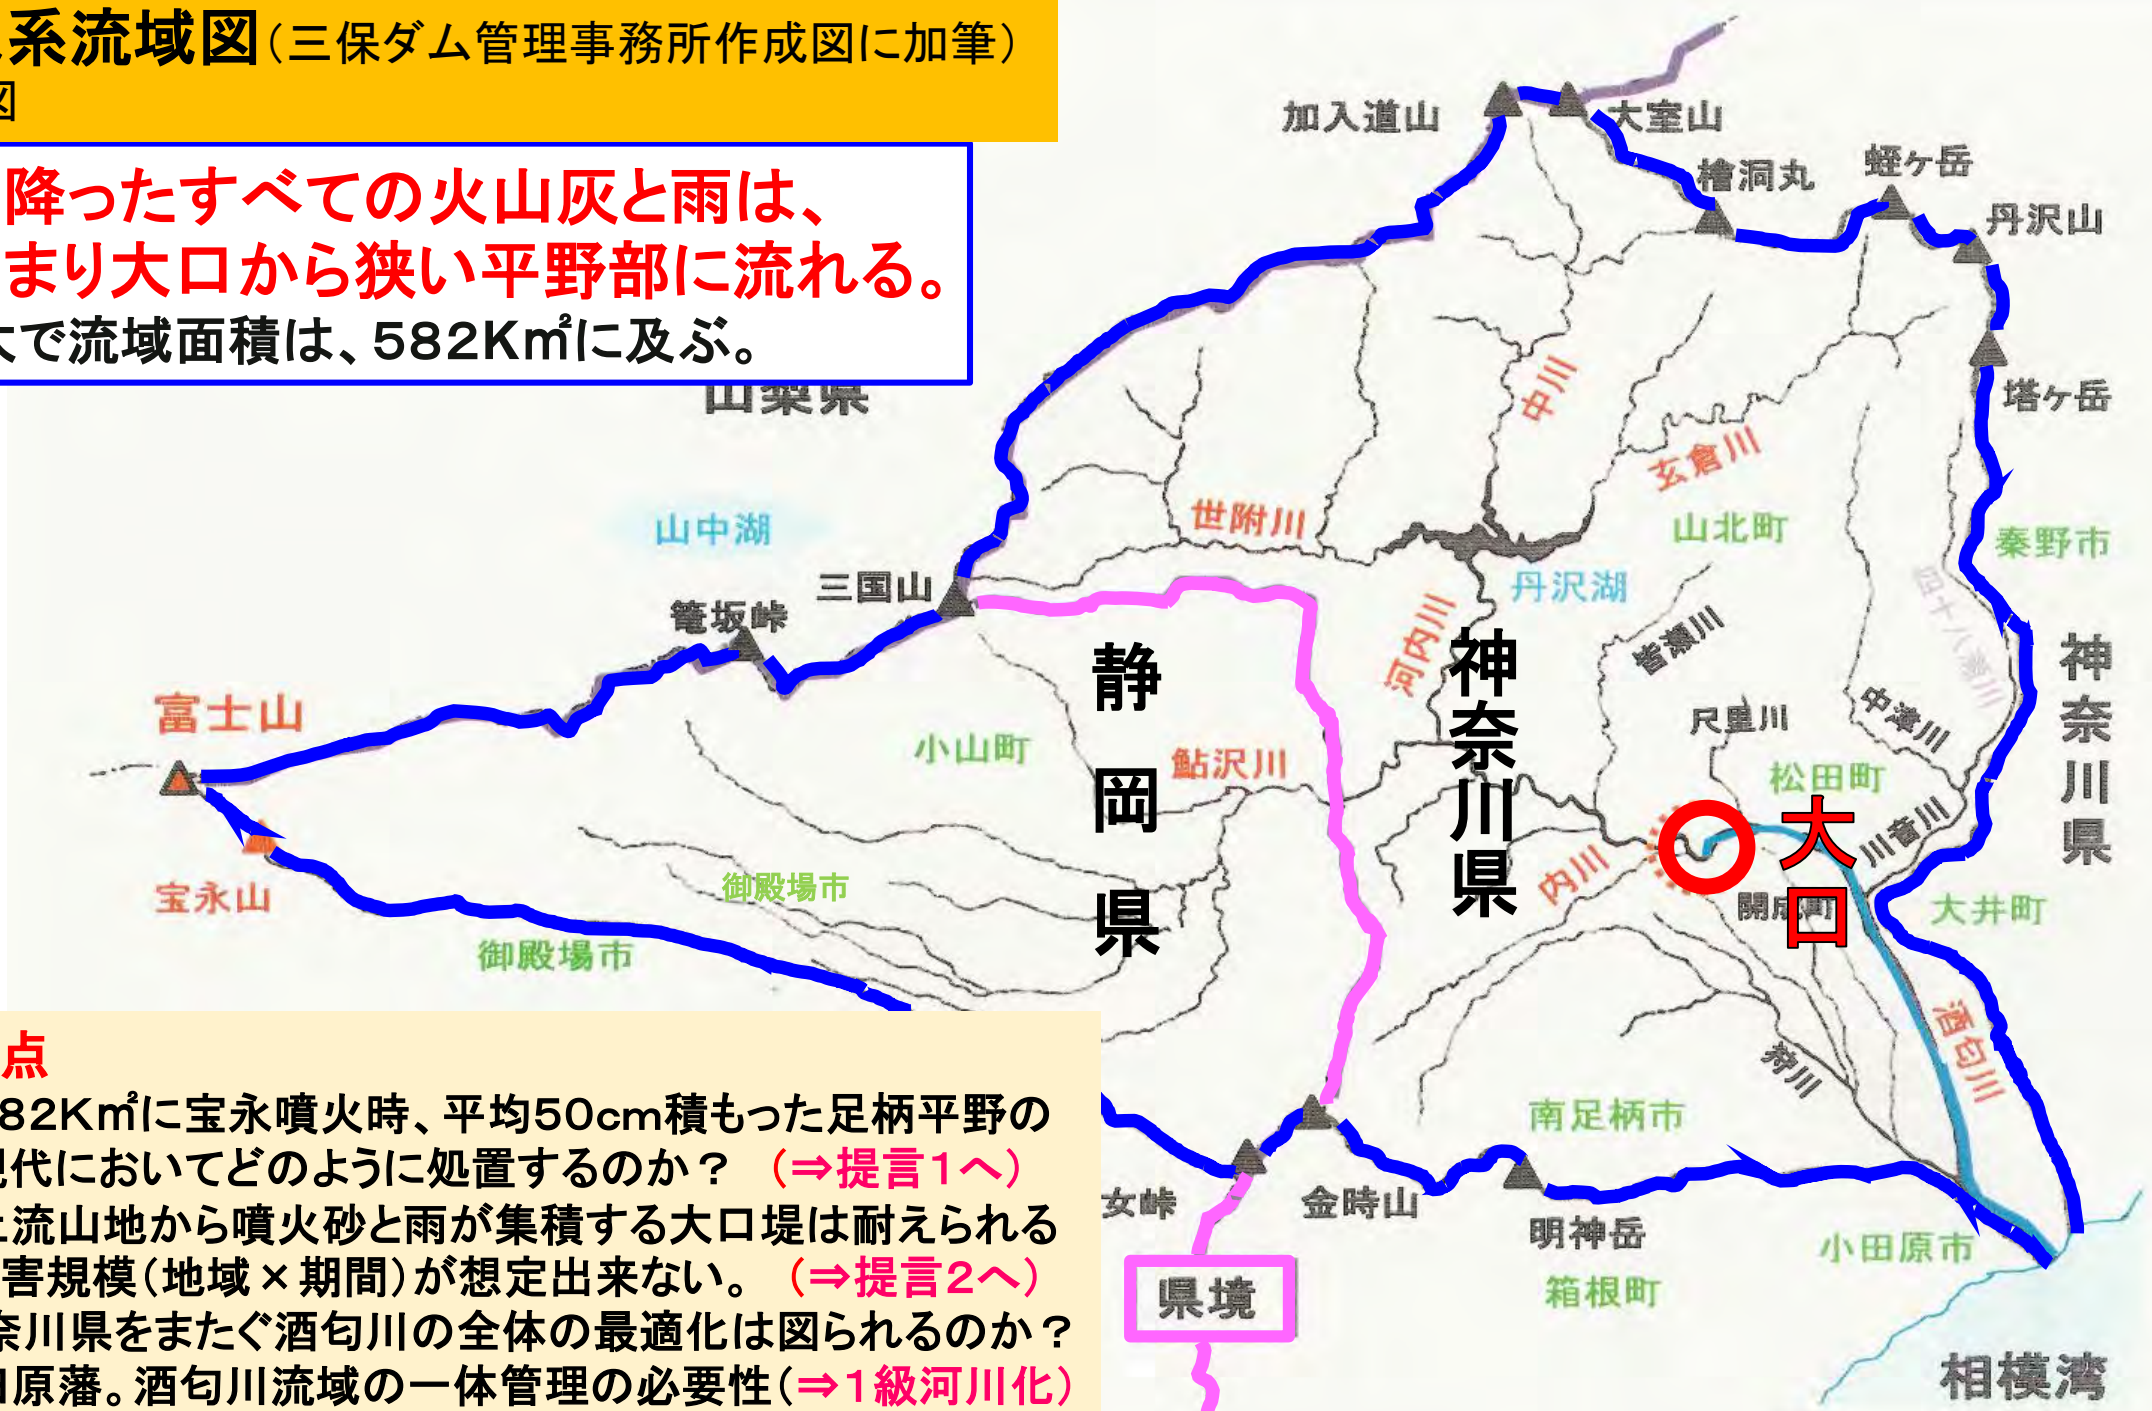 系流域図（三保ダム管理事務所作成図に加筆）
図
降ったすべての火山灰と雨は、
まり大口から狭い平野部に流れる。
で流域面積は、582K㎡に及ぶ。
山梨県
加入道山
大室山
檜洞丸
蛭ヶ岳
丹沢山
塔ヶ岳
中川
玄倉川
世附川
山北町
秦野市
山中湖
三国山
篭坂峠
丹沢湖
河内川
皆瀬川
四十八瀬川
静岡県
神奈川県
神奈川県
富士山
小山町
鮎沢川
尺里川
中津川
松田町
大口
川音川
内川
開成町
大井町
宝永山
御殿場市
御殿場市
酒匂川
狩川
南足柄市
点
82K㎡に宝永噴火時、平均50cm積もった足柄平野の
現代においてどのように処置するのか？（⇒提言1へ）
上流山地から噴火砂と雨が集積する大口堤は耐えられる
害規模（地域×期間）が想定出来ない。（⇒提言2へ）
奈川県をまたぐ酒匂川の全体の最適化は図られるのか？
田原藩。酒匂川流域の一体管理の必要性（⇒1級河川化）
女峠
金時山
明神岳
小田原市
箱根町
県境
相模湾